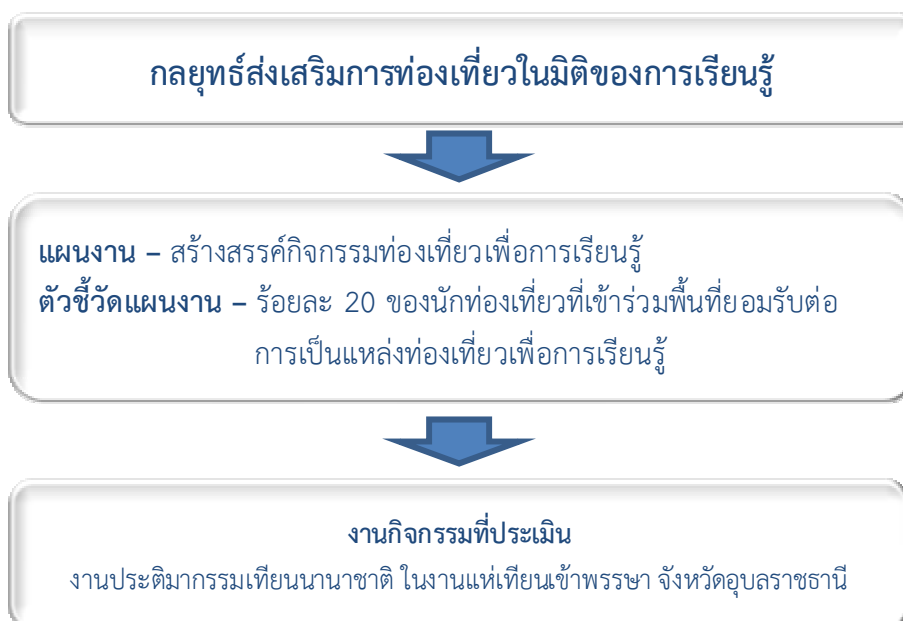 กลยุทธ์ส่งเสริมการท่องเที่ยวในมิติของการเรียนรู้
แผนงาน – สร้างสรรค์กิจกรรมท่องเที่ยวเพื่อการเรียนรู้
ตัวชี้วัดแผนงาน – ร้อยละ 20 ของนักท่องเที่ยวที่เข้าร่วมพื้นที่ยอมรับต่อ
การเป็นแหล่งท่องเที่ยวเพื่อการเรียนรู้
งานกิจกรรมที่ประเมิน
งานประติมากรรมเทียนนานาชาติ ในงานแห่เทียนเข้าพรรษา จังหวัดอุบลราชธานี